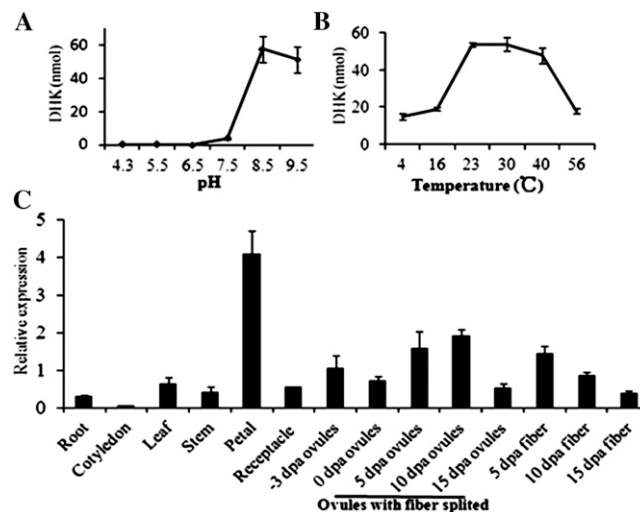 A
DHK (nmol)
80
60
40
20
0
4.3 5.5 6.5 7.5 8.5 9.5
pH
B
DHK (nmol)
60
40
20
0
4 16 23 30 40 56
Temperature (℃)
C
Relative expression
5
4
3
2
1
0
Root
Cotyledon
Leaf
Stem
Petal
Receptacle
-3 dpa ovules
0 dpa ovules
5 dpa ovules
10 dpa ovules
15 dpa ovules
5 dpa fiber
10 dpa fiber
15 dpa fiber
Ovules with fiber splited